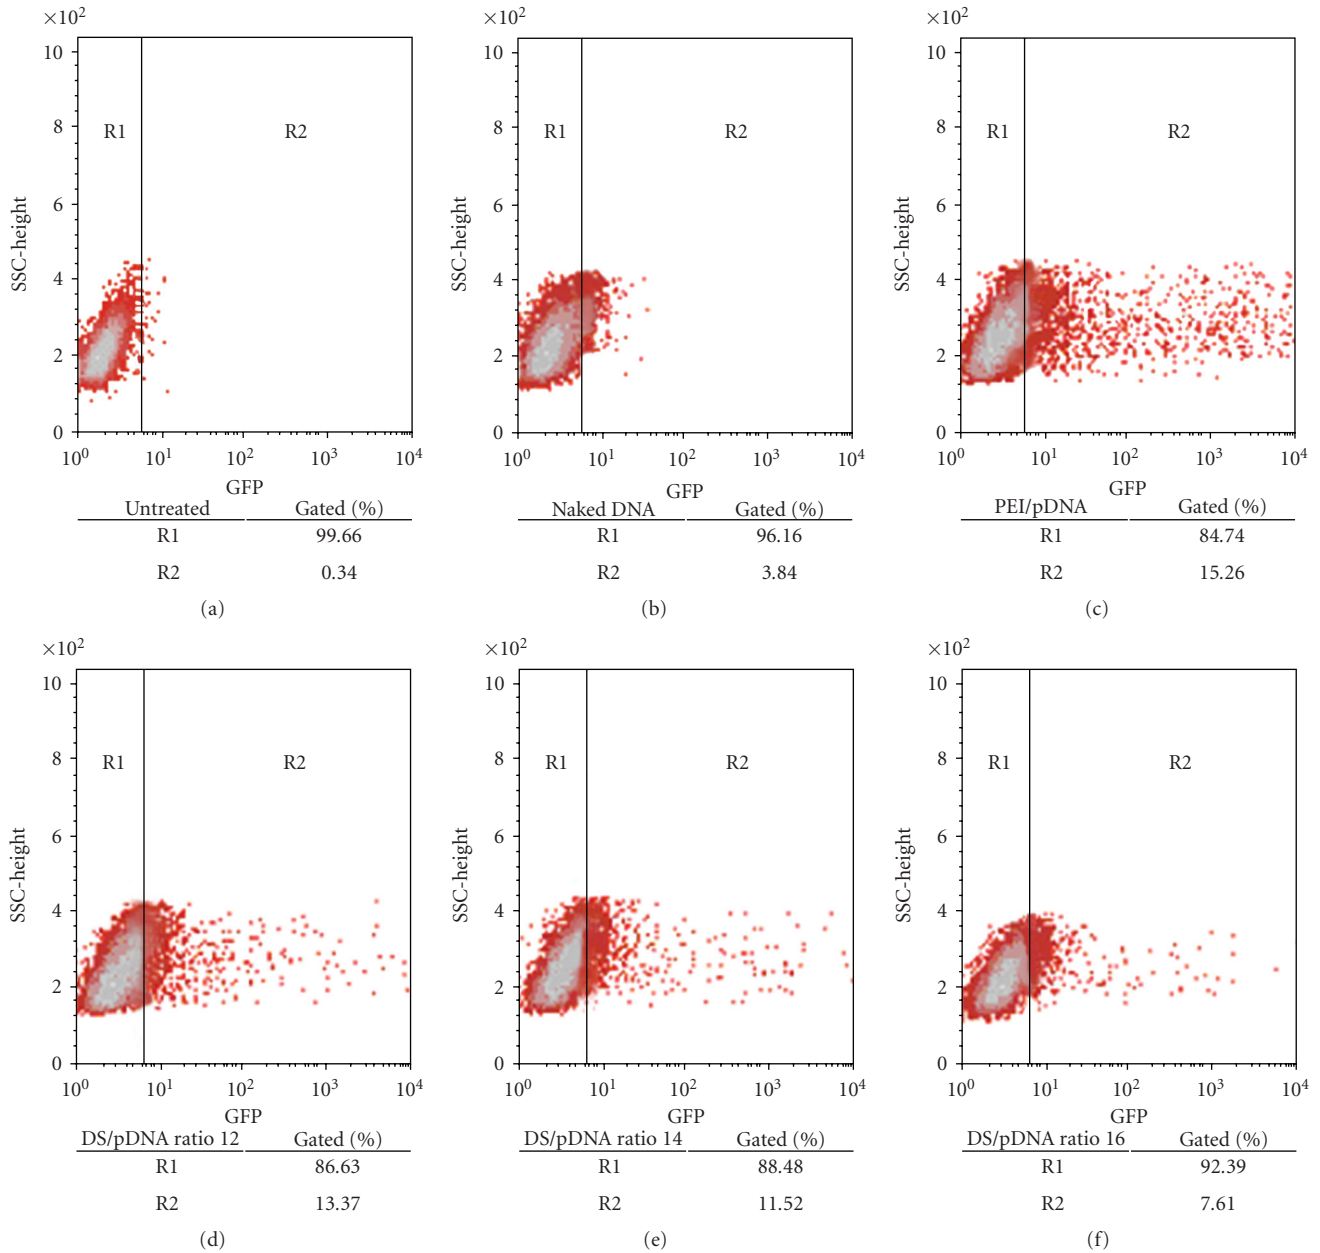 ×10²
10
8
6
4
2
0
R1 R2
SSC-height
10⁰ 10¹ 10² 10³ 10⁴
GFP
Untreated Gated (%)
R1 99.66
R2 0.34
(a)
×10²
10
8
6
4
2
0
R1 R2
SSC-height
10⁰ 10¹ 10² 10³ 10⁴
GFP
Naked DNA Gated (%)
R1 96.16
R2 3.84
(b)
×10²
10
8
6
4
2
0
R1 R2
SSC-height
10⁰ 10¹ 10² 10³ 10⁴
GFP
PEI/pDNA Gated (%)
R1 84.74
R2 15.26
(c)
×10²
10
8
6
4
2
0
R1 R2
SSC-height
10⁰ 10¹ 10² 10³ 10⁴
GFP
DS/pDNA ratio 12 Gated (%)
R1 86.63
R2 13.37
(d)
×10²
10
8
6
4
2
0
R1 R2
SSC-height
10⁰ 10¹ 10² 10³ 10⁴
GFP
DS/pDNA ratio 14 Gated (%)
R1 88.48
R2 11.52
(e)
×10²
10
8
6
4
2
0
R1 R2
SSC-height
10⁰ 10¹ 10² 10³ 10⁴
GFP
DS/pDNA ratio 16 Gated (%)
R1 92.39
R2 7.61
(f)